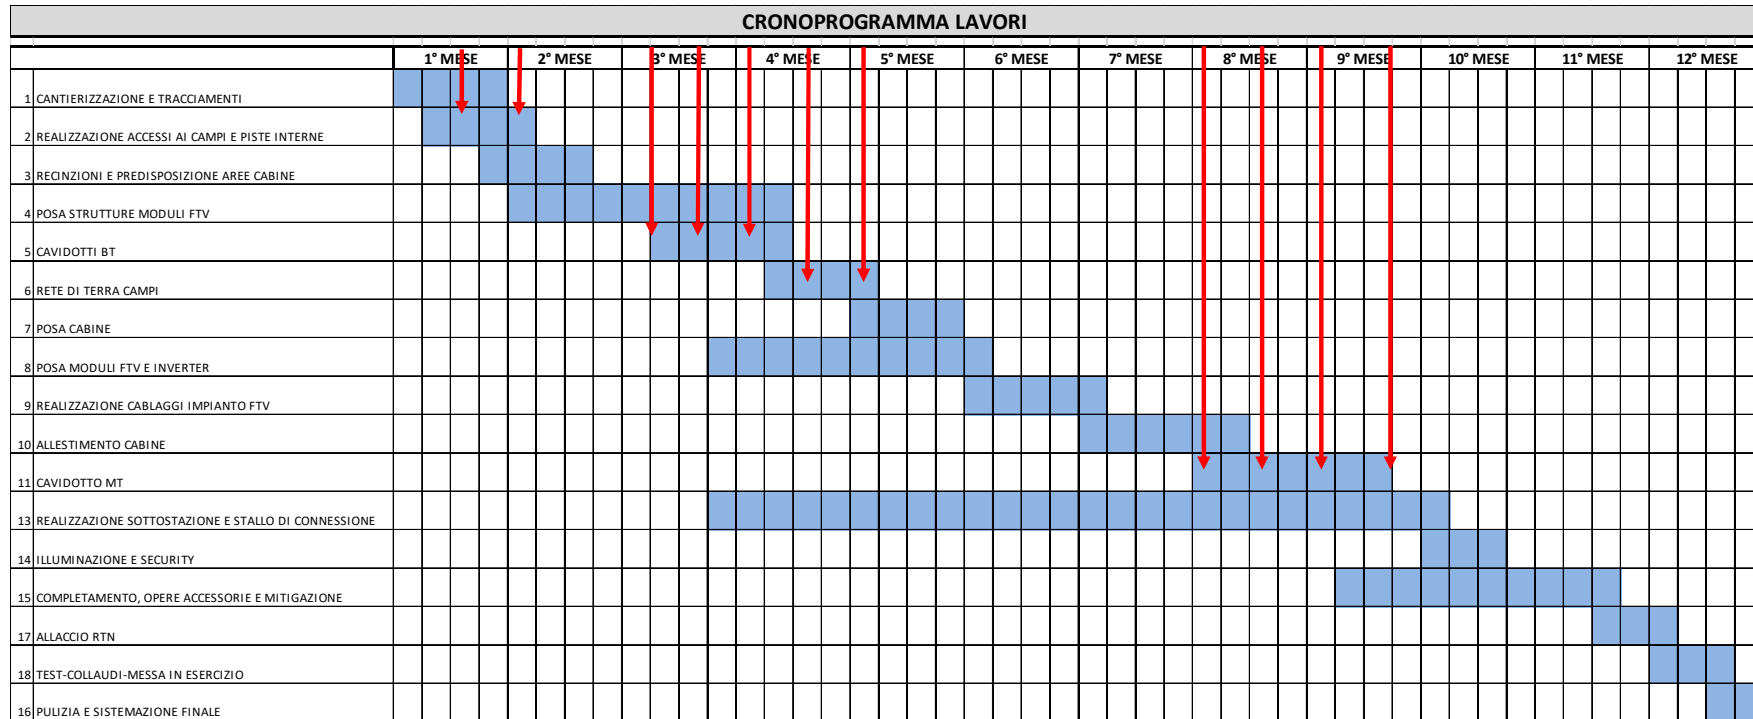 CRONOPROGRAMMA LAVORI
1° MESE 2° MESE 3° MESE 4° MESE 5° MESE 6° MESE 7° MESE 8° MESE 9° MESE 10° MESE 11° MESE 12° MESE
1 CANTIERIZZAZIONE E TRACCIAMENTI
2 REALIZZAZIONE ACCESSI AI CAMPI E PISTE INTERNE
3 RECINZIONI E PREDISPOSIZIONE AREE CABINE
4 POSA STRUTTURE MODULI FTV
5 CAVIDOTTI BT
6 RETE DI TERRA CAMPI
7 POSA CABINE
8 POSA MODULI FTV E INVERTER
9 REALIZZAZIONE CABLAGGI IMPIANTO FTV
10 ALLESTIMENTO CABINE
11 CAVIDOTTO MT
13 REALIZZAZIONE SOTTOSTAZIONE E STALLO DI CONNESSIONE
14 ILLUMINAZIONE E SECURITY
15 COMPLETAMENTO, OPERE ACCESSORIE E MITIGAZIONE
17 ALLACCIO RTN
18 TEST-COLLAUDI-MESSA IN ESERCIZIO
16 PULIZIA E SISTEMAZIONE FINALE